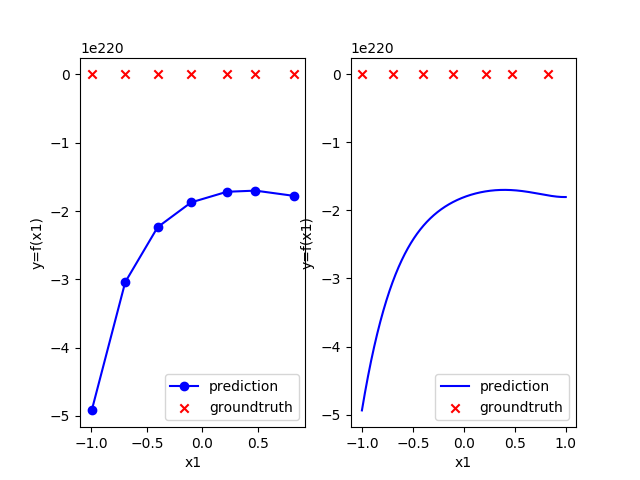 1e220
0
−1
−2
−3
−4
−5
y=f(x1)
−1.0 −0.5 0.0 0.5
x1
prediction
groundtruth
1e220
0
−1
−2
−3
−4
−5
y=f(x1)
−1.0 −0.5 0.0 0.5 1.0
x1
prediction
groundtruth